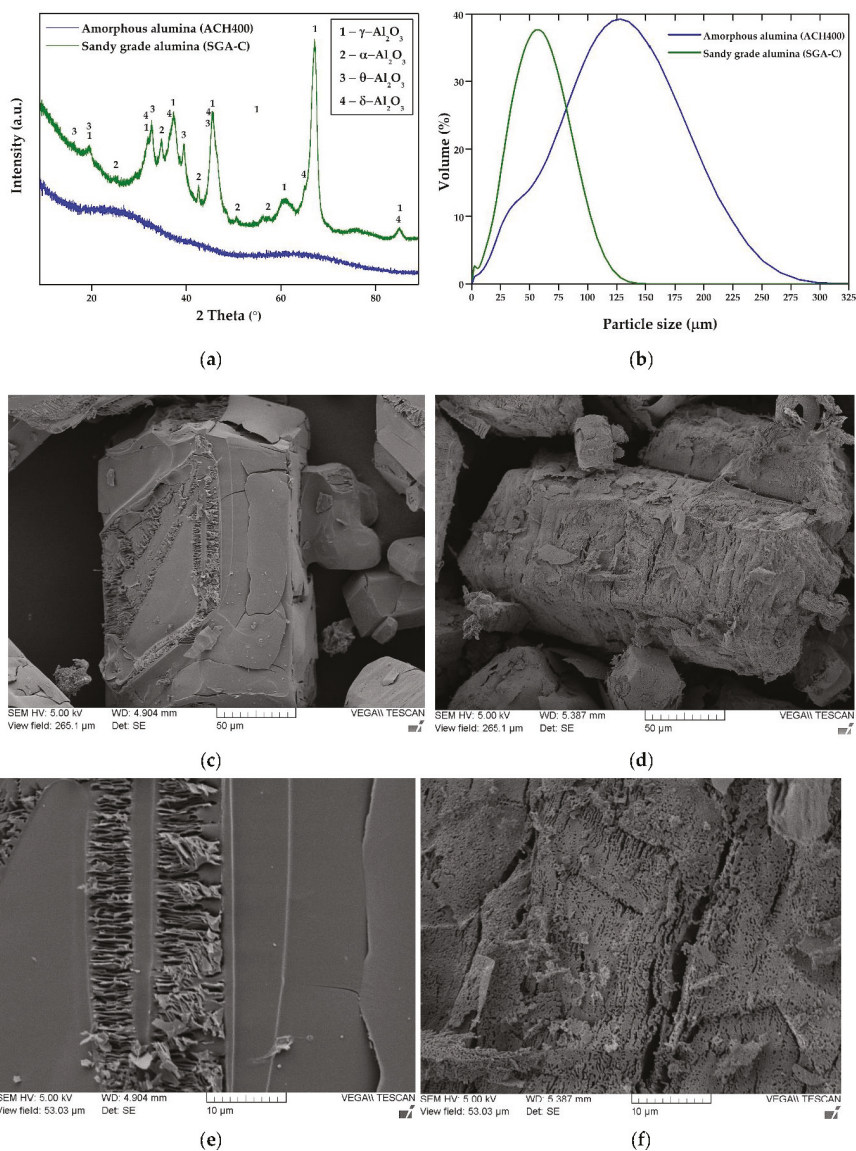 Amorphous alumina (ACH400)
Sandy grade alumina (SGA-C)
1 – γ–Al2O3
2 – α–Al2O3
3 – θ–Al2O3
4 – δ–Al2O3
1
3
3
1
2
4
3
1
2
1
4
3
2
1
4
3
2
1
2
1
4
1
1
4
Intensity (a.u.)
20
40
60
80
2 Theta (°)
(a)
Amorphous alumina (ACH400)
Sandy grade alumina (SGA-C)
Volume (%)
40
30
20
10
0
0 25 50 75 100 125 150 175 200 225 250 275 300 325
Particle size (μm)
(b)
SEM HV: 5.00 kV WD: 4.904 mm VEGA\\ TESCAN
View field: 265.1 μm Det: SE 50 μm
(c)
SEM HV: 5.00 kV WD: 5.387 mm VEGA\\ TESCAN
View field: 265.1 μm Det: SE 50 μm
(d)
SEM HV: 5.00 kV WD: 4.904 mm VEGA\\ TESCAN
View field: 53.03 μm Det: SE 10 μm
(e)
SEM HV: 5.00 kV WD: 5.387 mm VEGA\\ TESCAN
View field: 53.03 μm Det: SE 10 μm
(f)